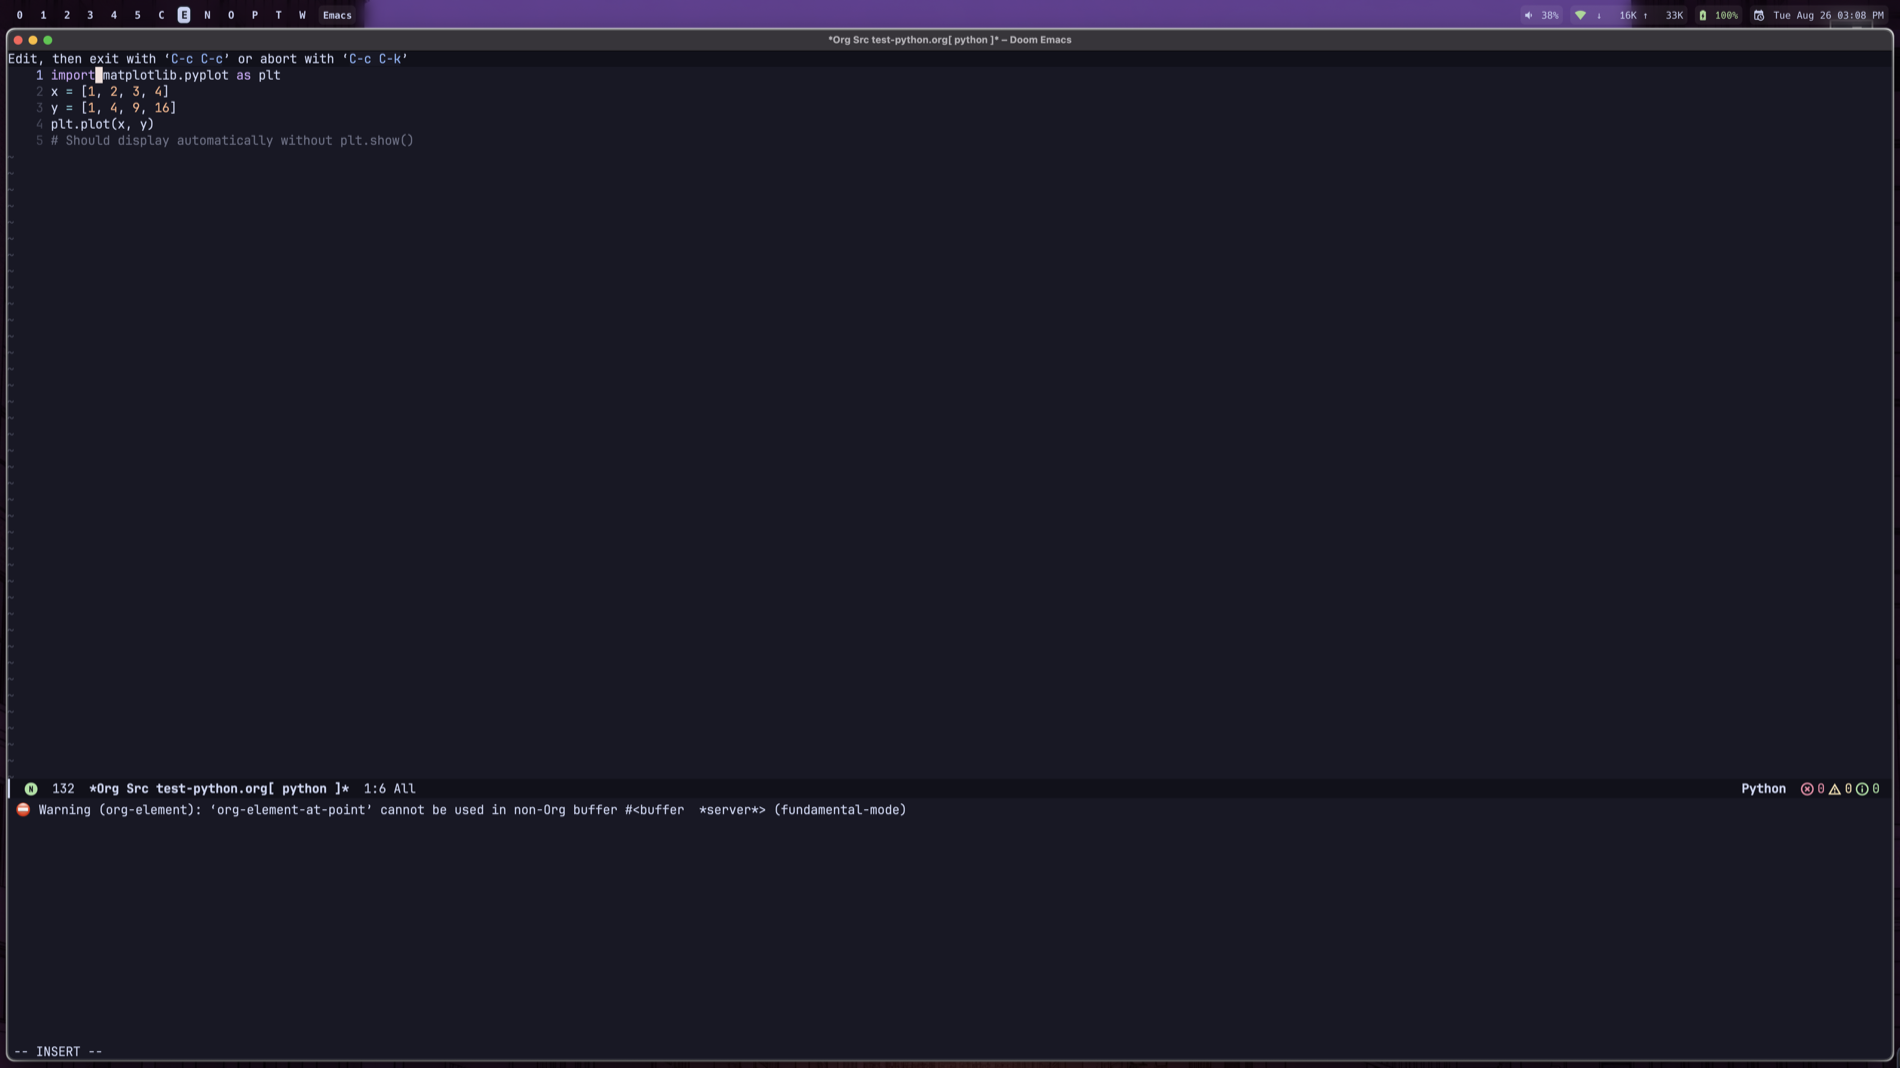 0 1 2 3 4 5 C E N O P T W Emacs 38% ↓ 16K ↑ 33K 100% Tue Aug 26 03:08 PM
*Org Src test-python.org[ python ]* – Doom Emacs
Edit, then exit with ‘C-c C-c’ or abort with ‘C-c C-k’
1 import matplotlib.pyplot as plt
2 x = [1, 2, 3, 4]
3 y = [1, 4, 9, 16]
4 plt.plot(x, y)
5 # Should display automatically without plt.show()
N 132 *Org Src test-python.org[ python ]* 1:6 All Python 0 0 0
Warning (org-element): ‘org-element-at-point’ cannot be used in non-Org buffer #<buffer  *server*> (fundamental-mode)
-- INSERT --